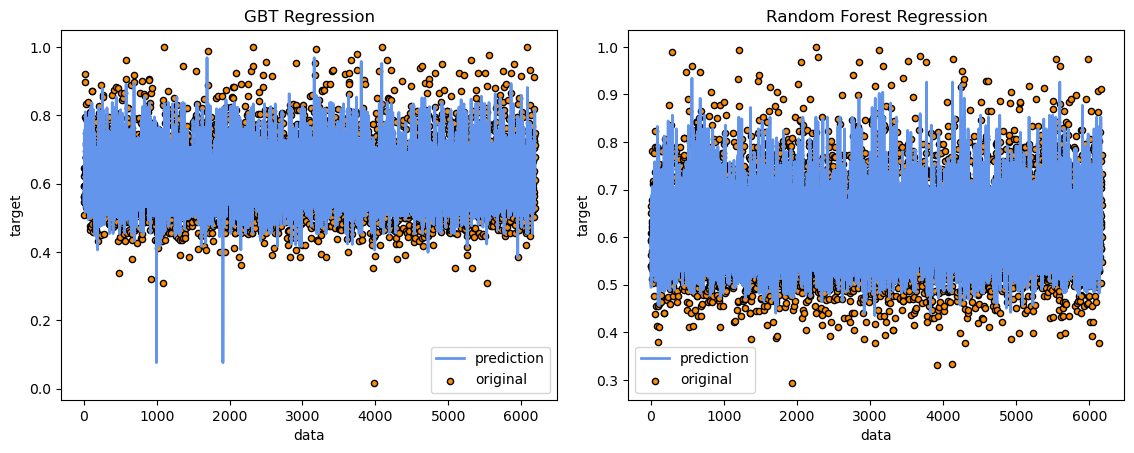 GBT Regression
1.0
0.8
0.6
0.4
0.2
0.0
target
0
1000
2000
3000
4000
5000
6000
data
prediction
original
Random Forest Regression
1.0
0.9
0.8
0.7
0.6
0.5
0.4
0.3
target
0
1000
2000
3000
4000
5000
6000
data
prediction
original